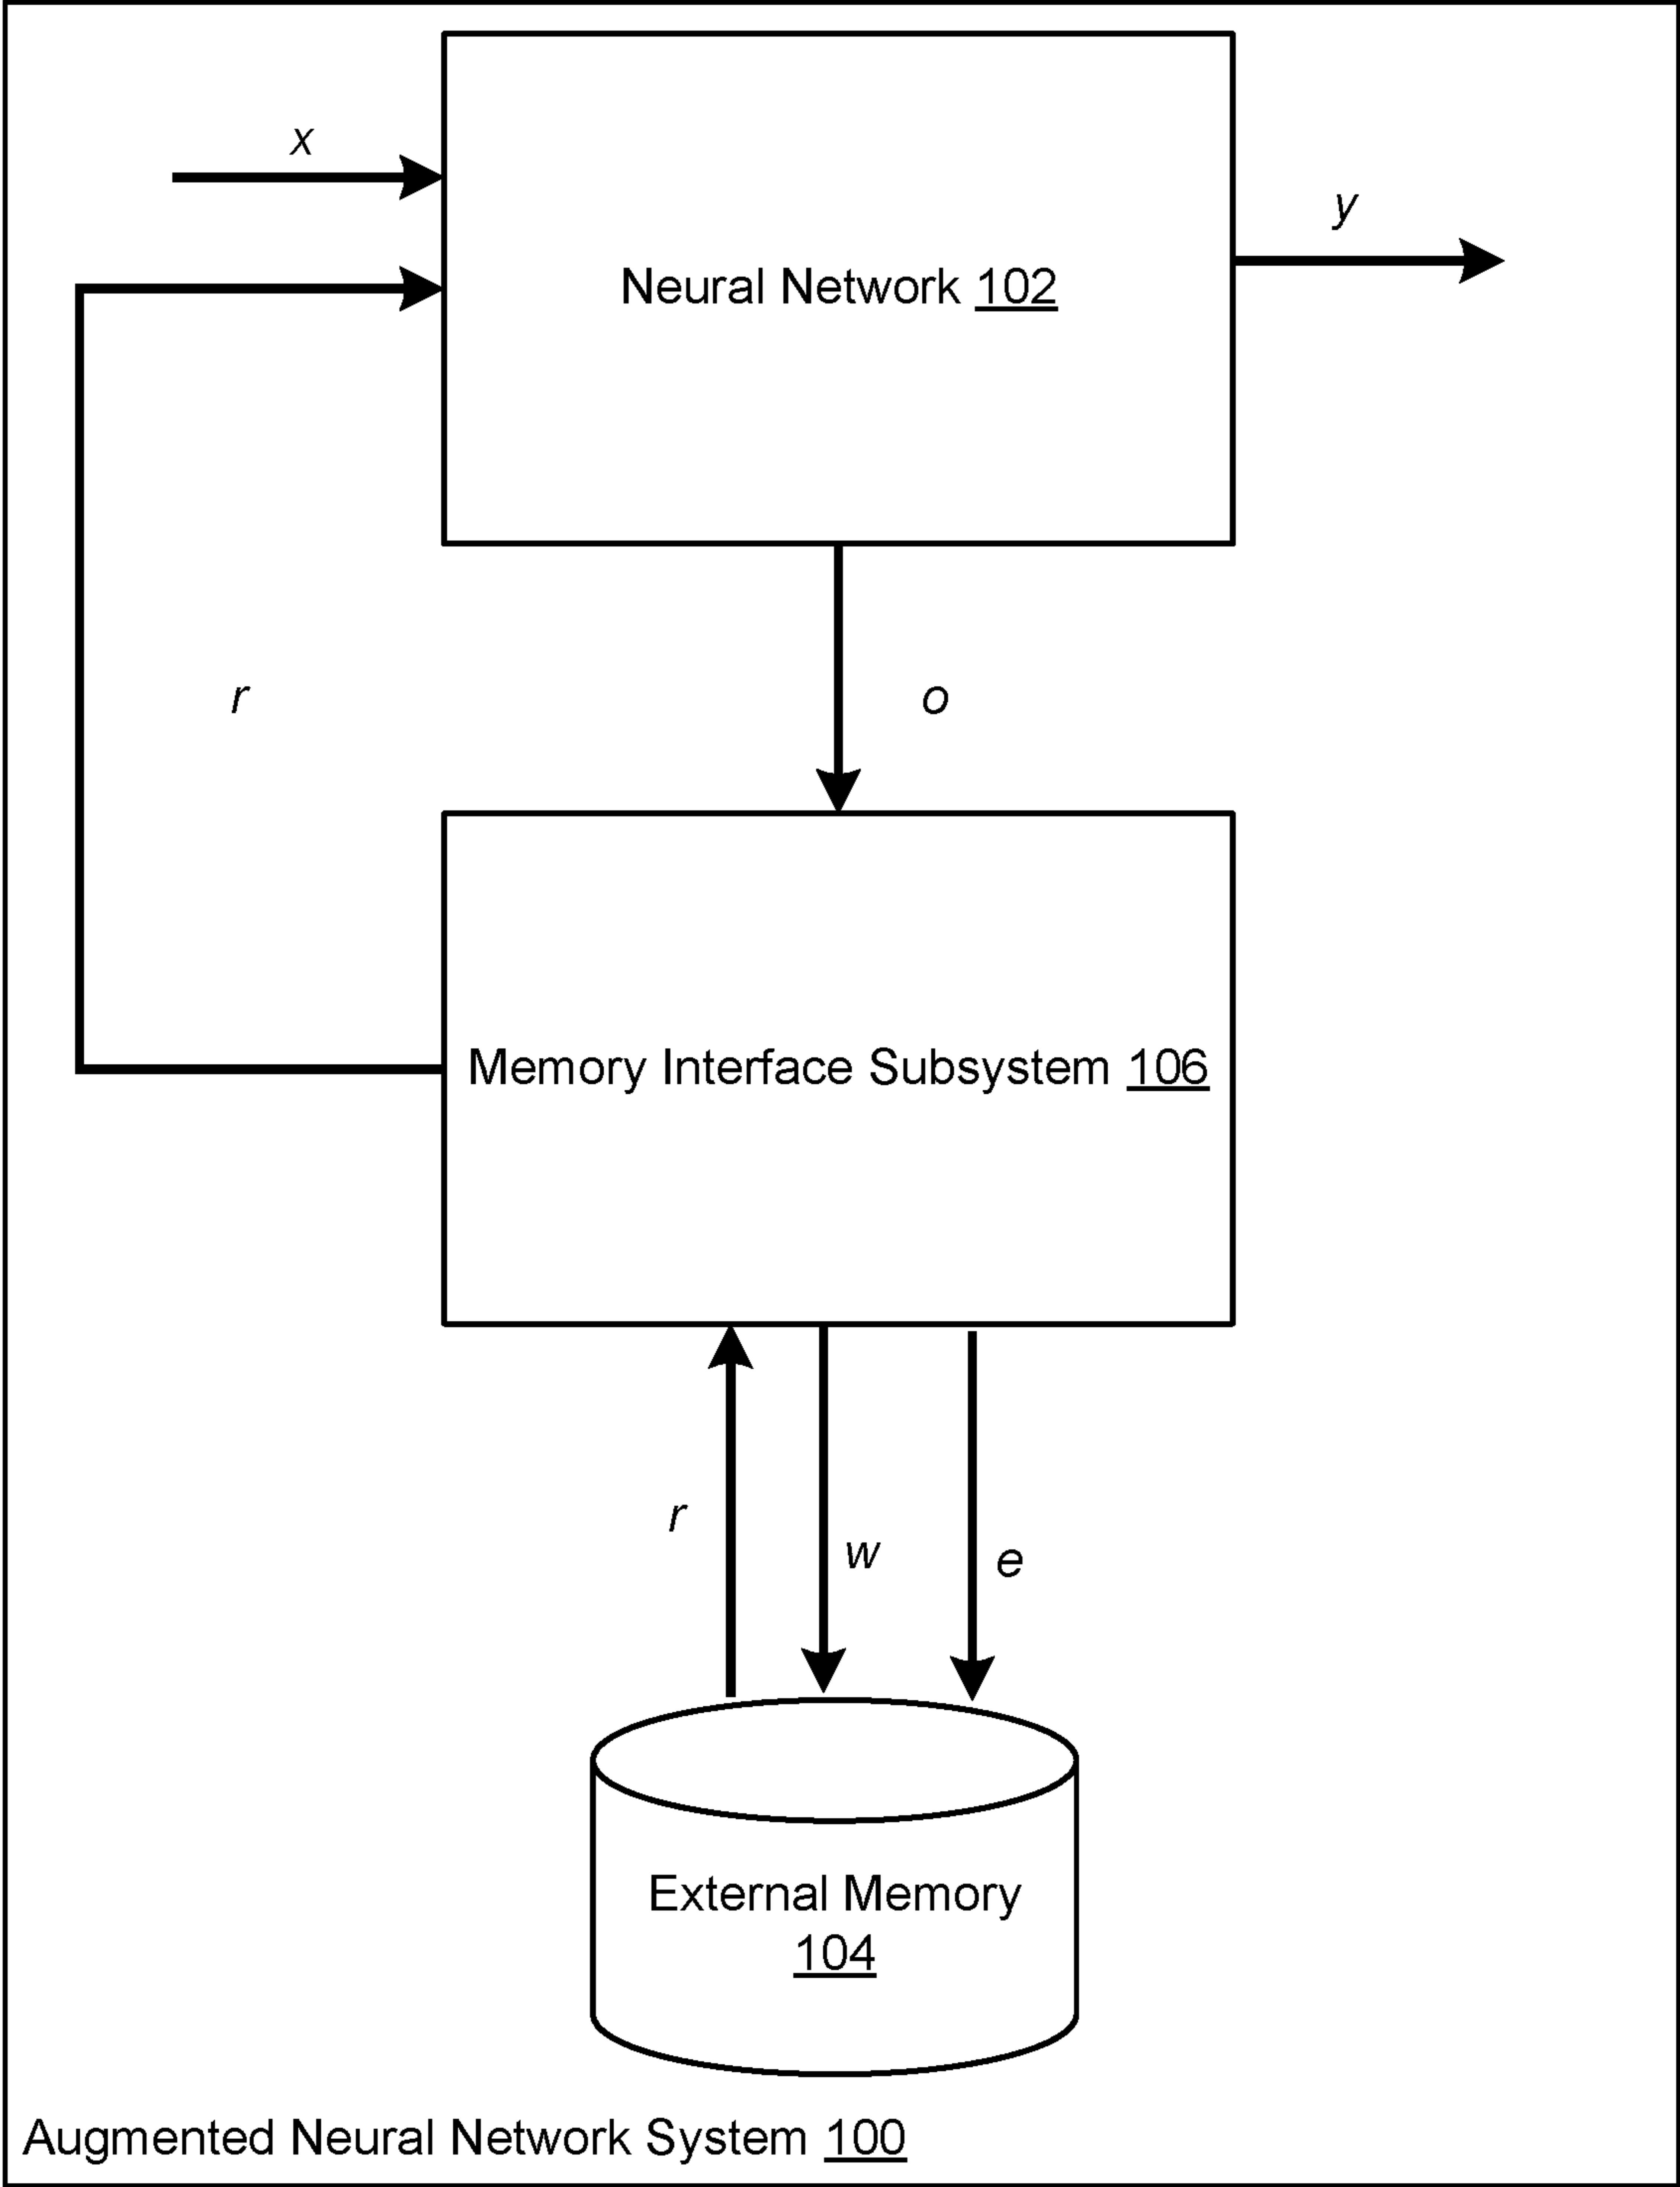 x
y
Neural Network 102
r
o
Memory Interface Subsystem 106
r
w
e
External Memory
104
Augmented Neural Network System 100